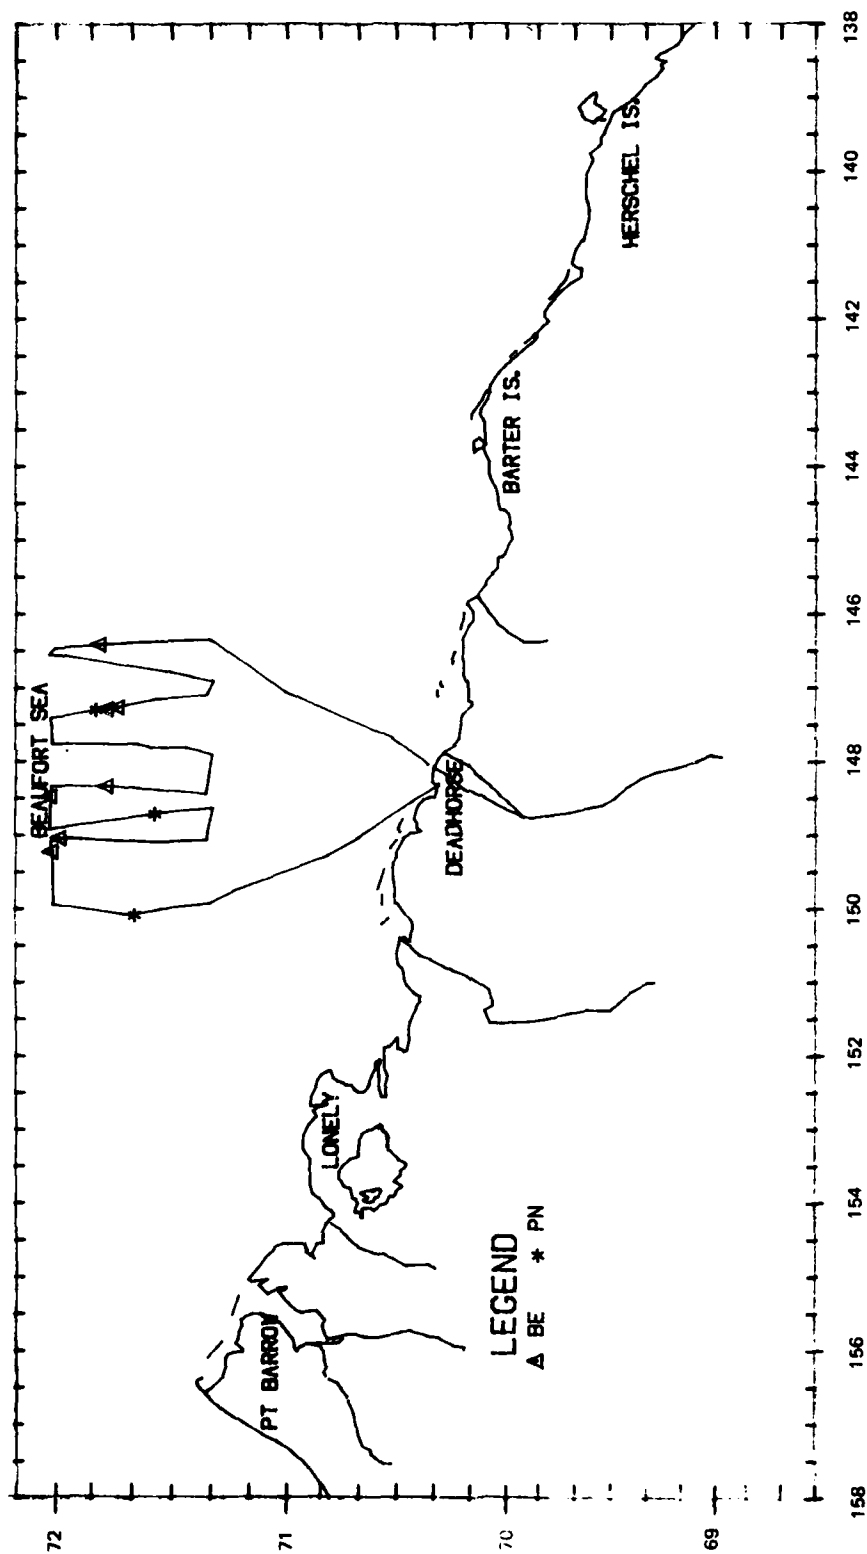 BEAUFORT SEA
PT BARROW
LONELY
DEADHORSE
BARTER IS.
HERSCHEL IS.
LEGEND
BE * PN
72
71
70
69
158
156
154
152
150
148
146
144
142
140
138